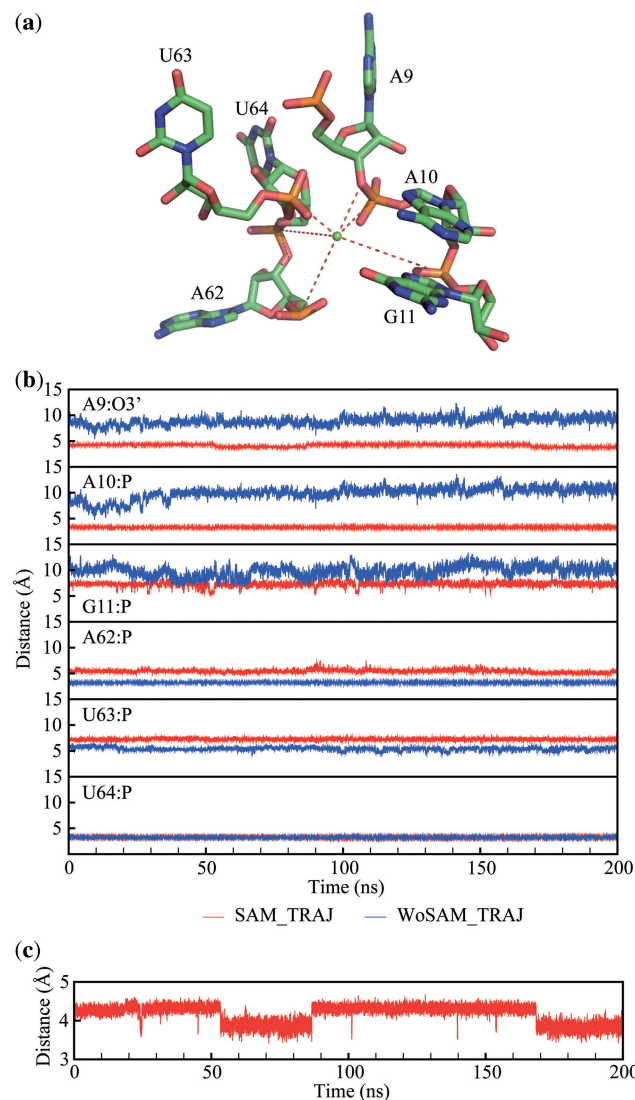 (a)
U63
U64
A9
A10
A62
G11
(b)
15
A9:O3'
10
5
15
A10:P
10
5
15
10
5
G11:P
15
A62:P
10
5
15
U63:P
10
5
15
U64:P
10
5
Distance (Å)
0 50 100 150 200
Time (ns)
SAM_TRAJ WoSAM_TRAJ
(c)
5
4
3
Distance (Å)
0 50 100 150 200
Time (ns)